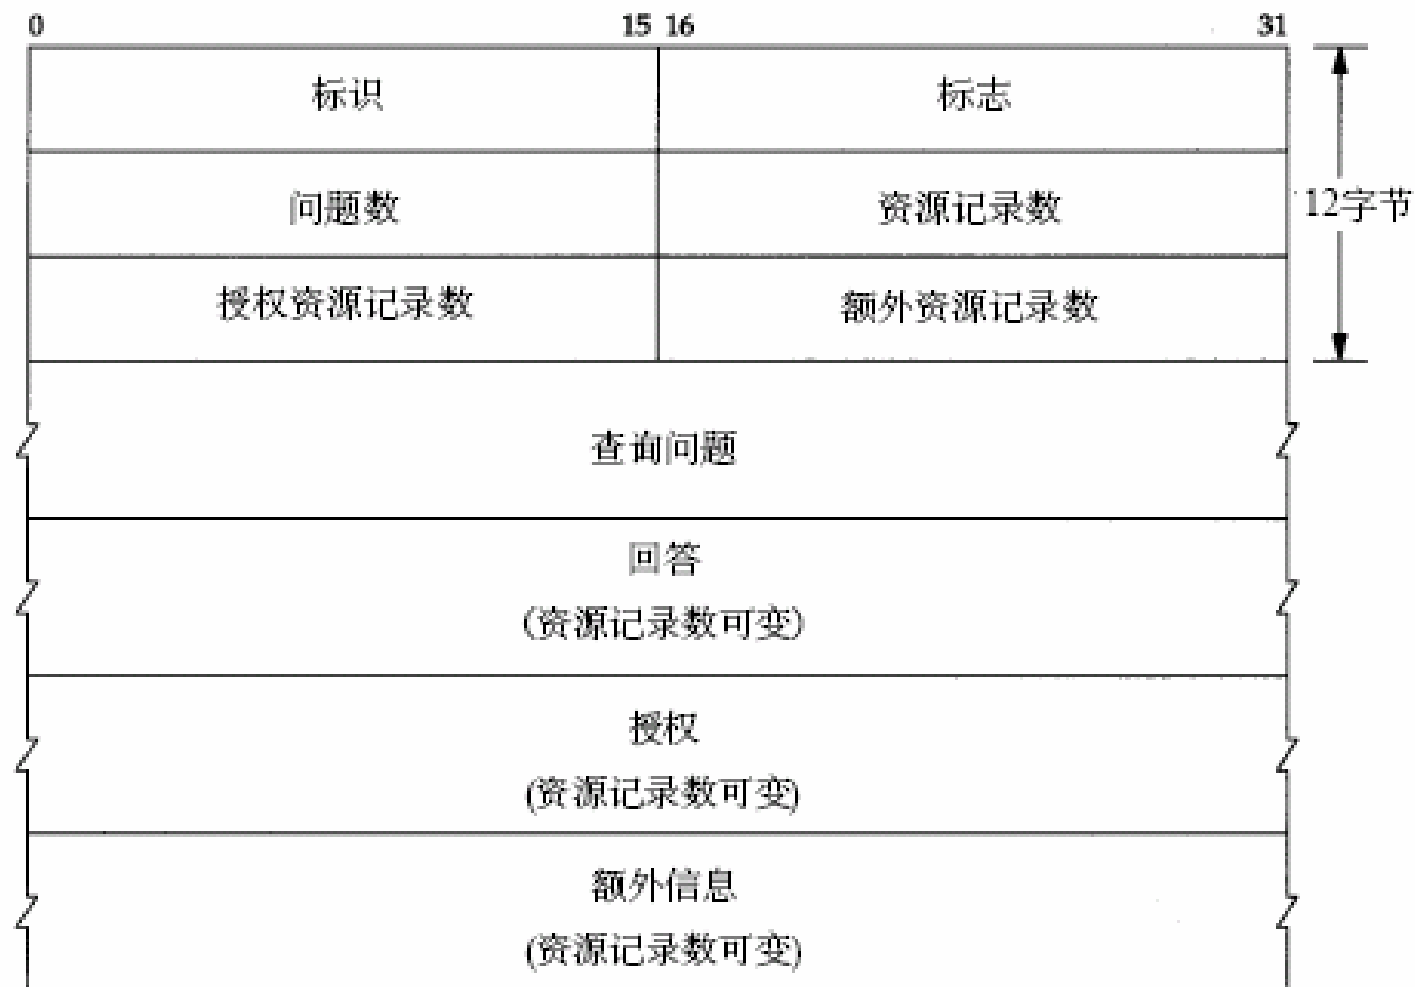 0 15 16 31
标识 标志
问题数 资源记录数 12字节
授权资源记录数 额外资源记录数
查询问题
回答
(资源记录数可变)
授权
(资源记录数可变)
额外信息
(资源记录数可变)